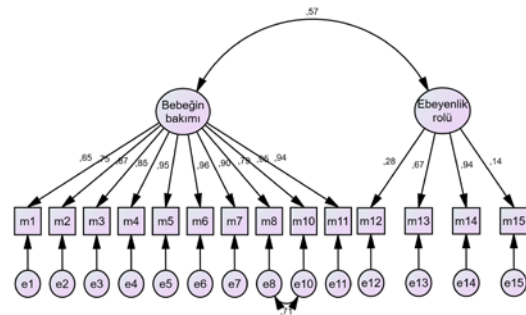 ,57
Bebeğin
bakımı
Ebeyenlik
rolü
,65 ,75 ,85 ,95 ,96 ,90 ,79 ,94
,28 ,67 ,94 ,14
m1 m2 m3 m4 m5 m6 m7 m8 m10 m11 m12 m13 m14 m15
e1 e2 e3 e4 e5 e6 e7 e8 e10 e11 e12 e13 e14 e15
,71